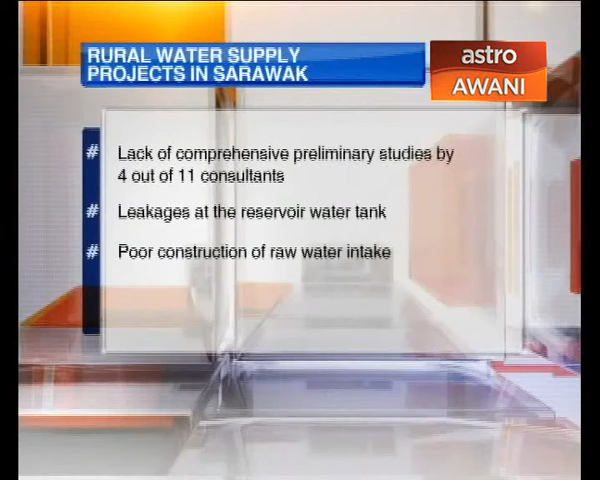 RURAL WATER SUPPLY
PROJECTS IN SARAWAK
astro
AWANI
# Lack of comprehensive preliminary studies by
4 out of 11 consultants
# Leakages at the reservoir water tank
# Poor construction of raw water intake